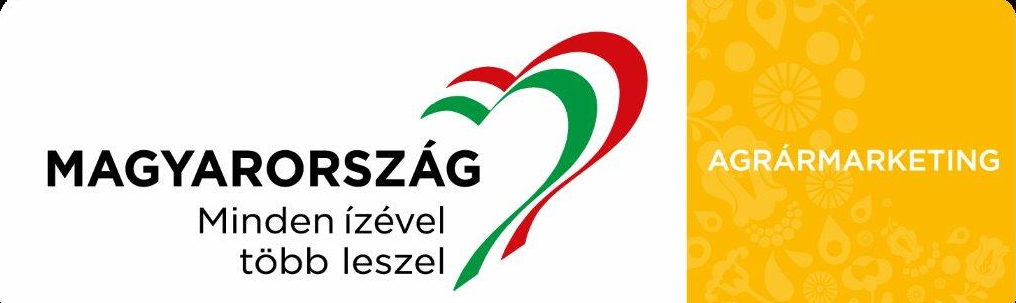 MAGYARORSZÁG
Minden ízével
több leszel
AGRÁRMARKETING